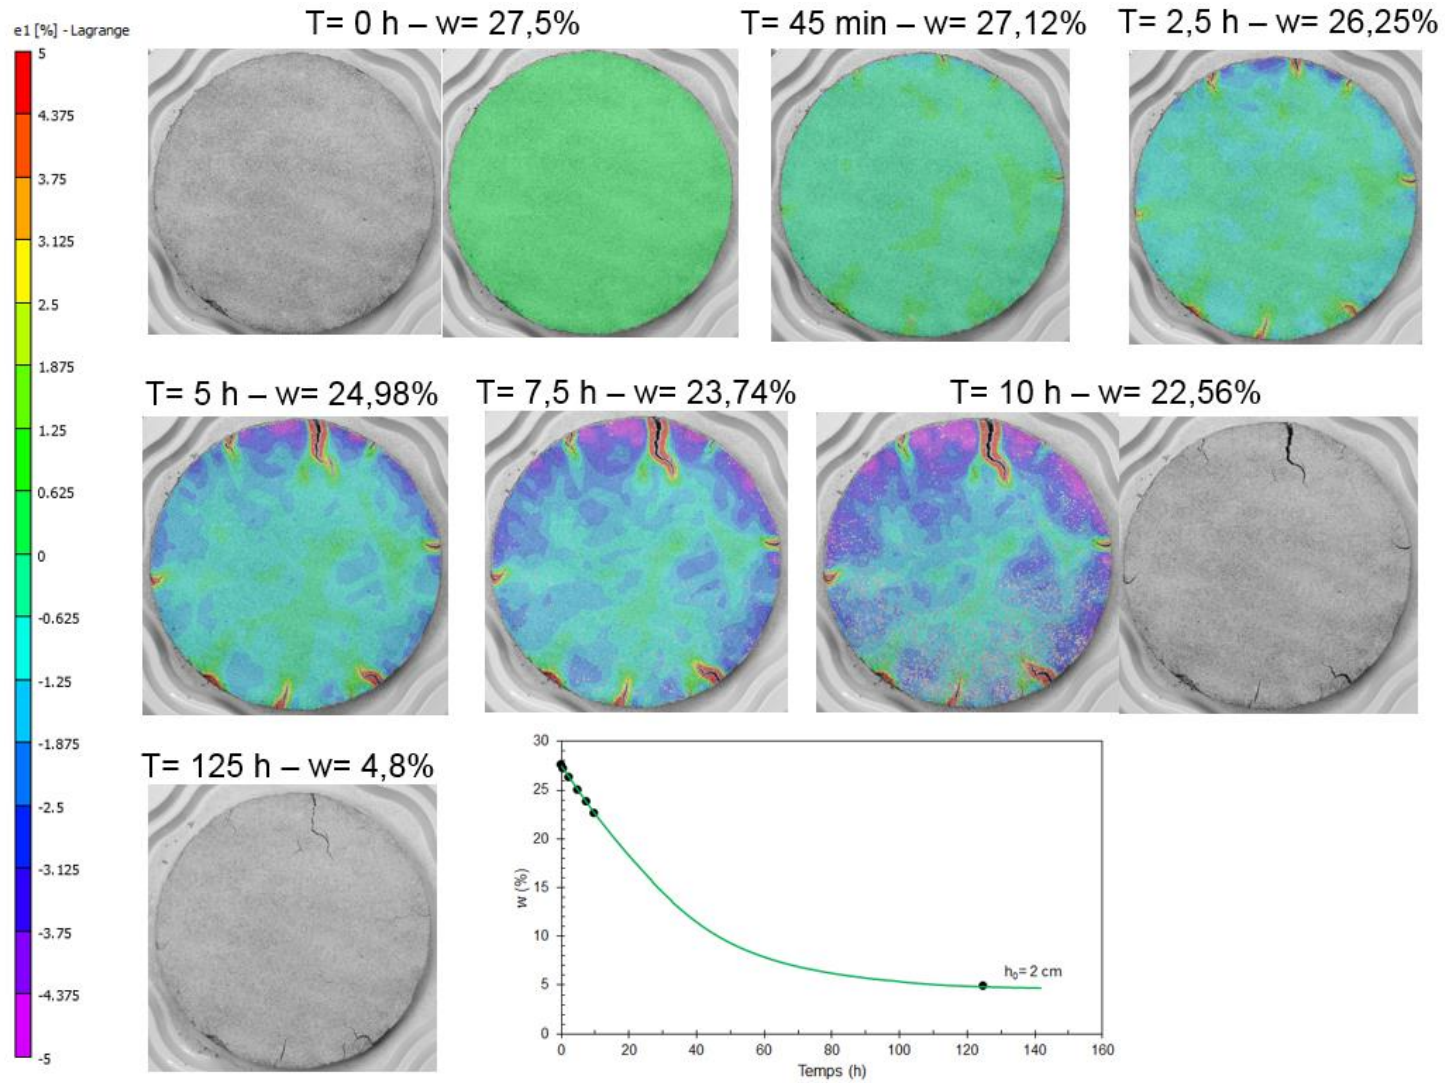 T= 0 h – w= 27,5%
T= 45 min – w= 27,12%
T= 2,5 h – w= 26,25%
e1 [%] - Lagrange
5
4.375
3.75
3.125
2.5
1.875
1.25
0.625
0
-0.625
-1.25
-1.875
-2.5
-3.125
-3.75
-4.375
-5
T= 5 h – w= 24,98%
T= 7,5 h – w= 23,74%
T= 10 h – w= 22,56%
T= 125 h – w= 4,8%
30
25
20
15
10
5
0
w (%)
h₀= 2 cm
0 20 40 60 80 100 120 140 160
Temps (h)